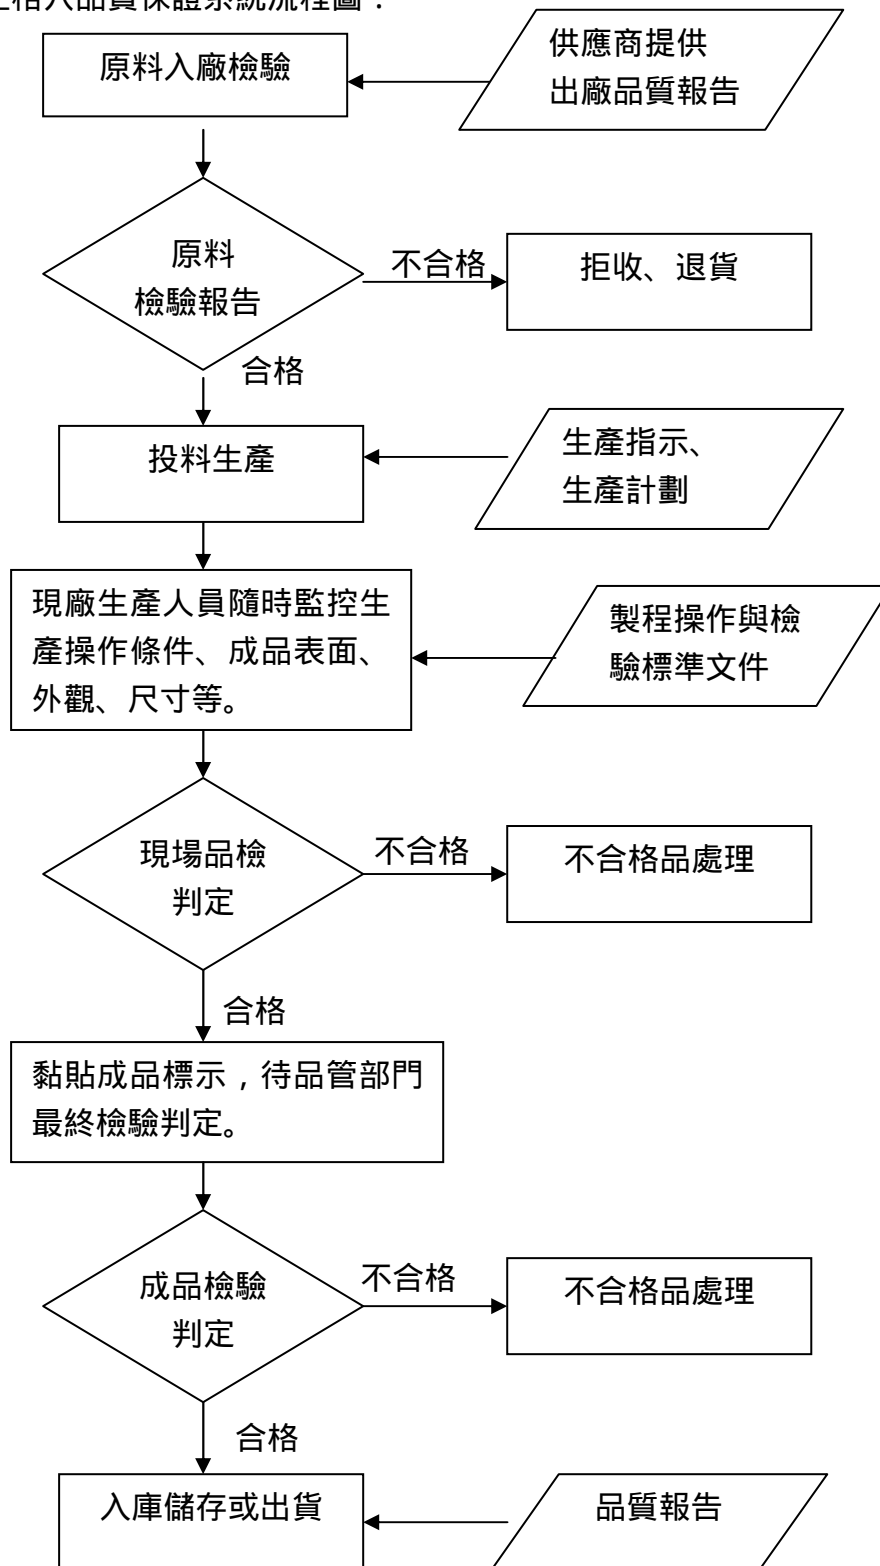 品質保證系統流程圖：
原料入廠檢驗
供應商提供
出廠品質報告
原料
檢驗報告
不合格
拒收、退貨
合格
投料生產
生產指示、
生產計劃
現廠生產人員隨時監控生
產操作條件、成品表面、
外觀、尺寸等。
製程操作與檢
驗標準文件
現場品檢
判定
不合格
不合格品處理
合格
黏貼成品標示，待品管部門
最終檢驗判定。
成品檢驗
判定
不合格
不合格品處理
合格
入庫儲存或出貨
品質報告